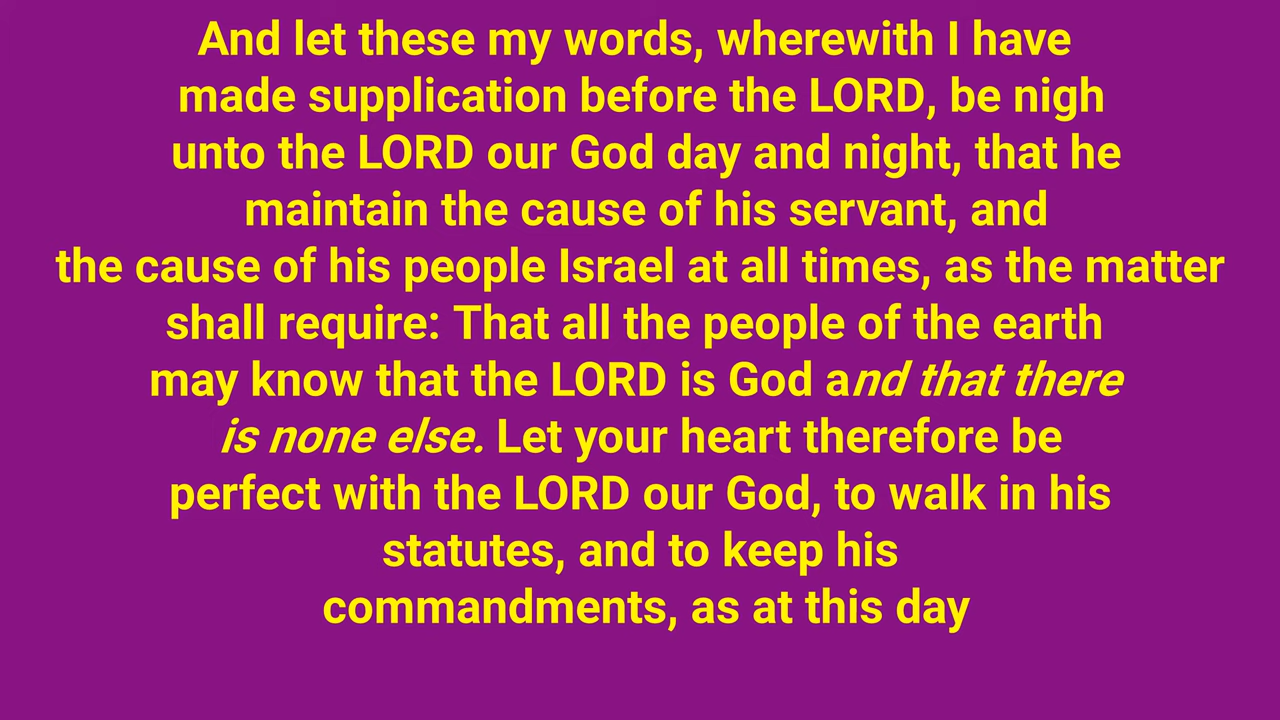 And let these my words, wherewith I have
made supplication before the LORD, be nigh
unto the LORD our God day and night, that he
maintain the cause of his servant, and
the cause of his people Israel at all times, as the matter
shall require: That all the people of the earth
may know that the LORD is God and that there
is none else. Let your heart therefore be
perfect with the LORD our God, to walk in his
statutes, and to keep his
commandments, as at this day